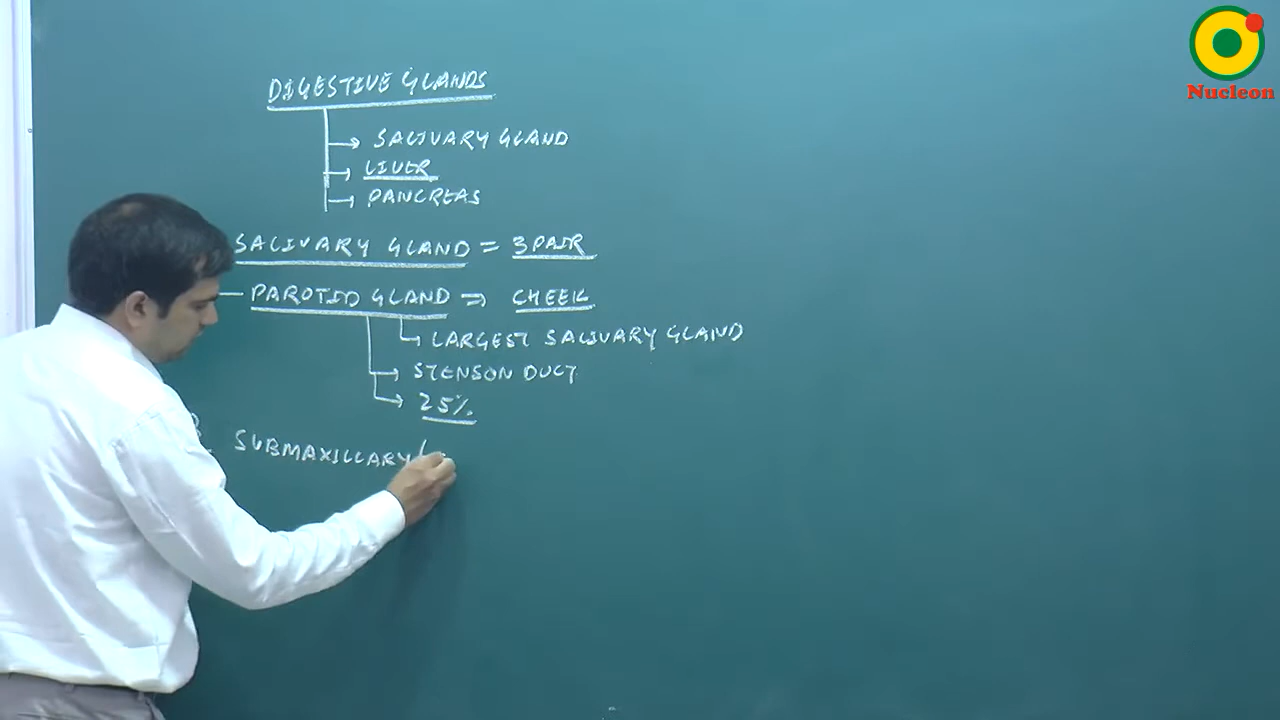 Nucleon
DIGESTIVE GLANDS
→ SALIVARY GLAND
→ LIVER
→ PANCREAS
SALIVARY GLAND = 3 PAIR
— PAROTID GLAND ⇒ CHEEK
→ LARGEST SALIVARY GLAND
→ STENSON DUCT
→ 25%
SUBMAXILLARY (